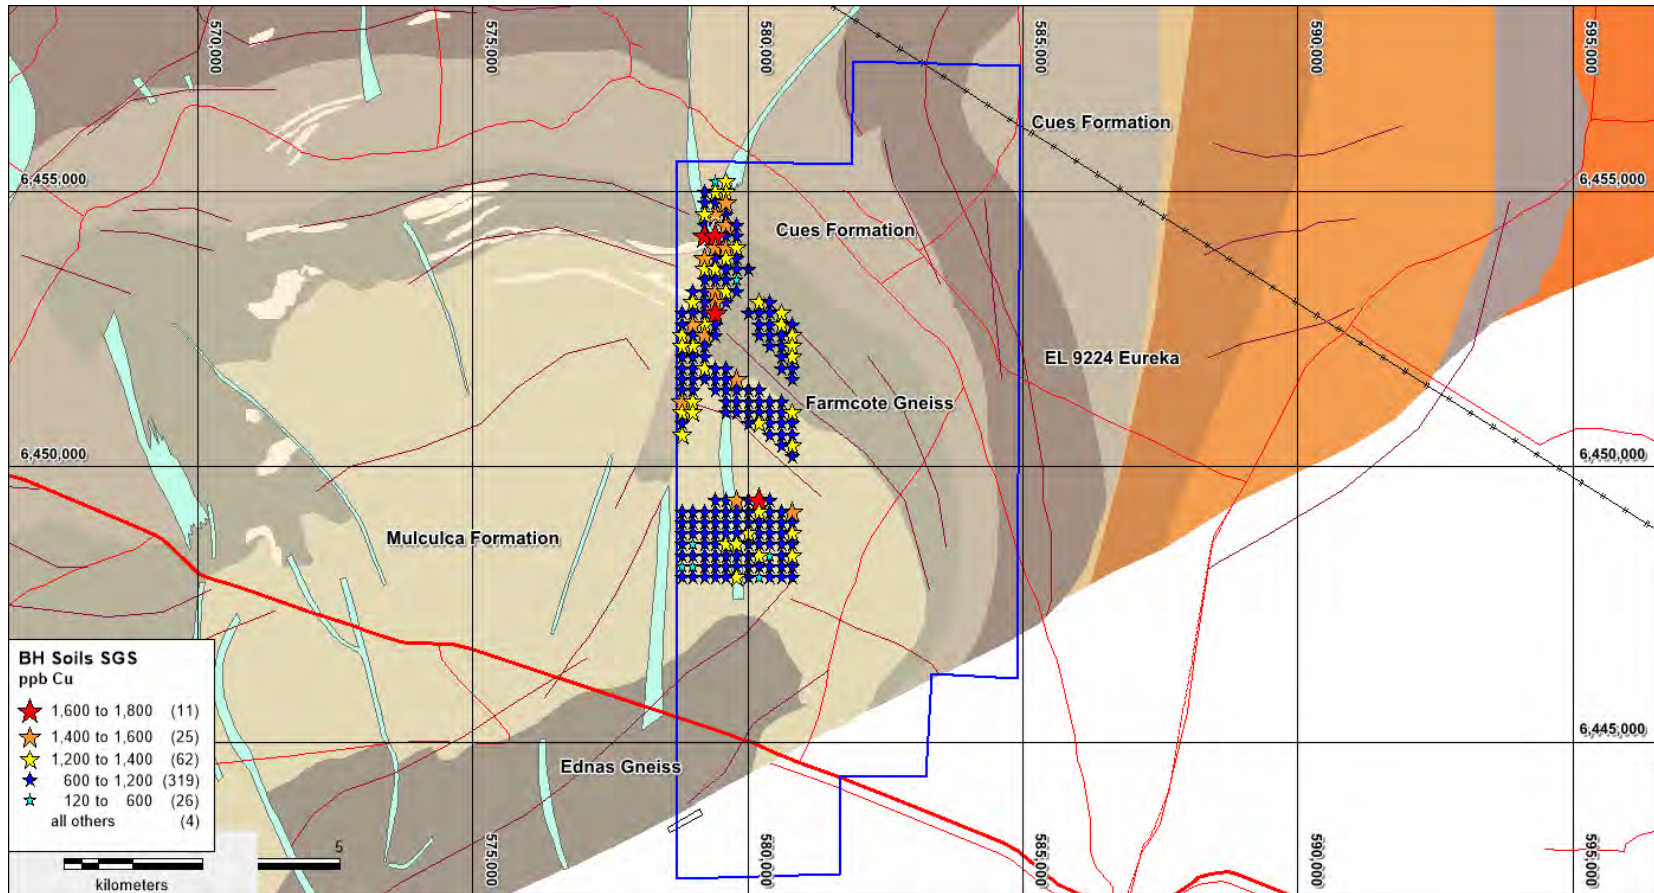 570,000
575,000
580,000
585,000
590,000
595,000
Cues Formation
6,455,000
6,455,000
Cues Formation
EL 9224 Eureka
Farmcote Gneiss
6,450,000
6,450,000
Mulculca Formation
BH Soils SGS
ppb Cu
1,600 to 1,800 (11)
1,400 to 1,600 (25)
1,200 to 1,400 (62)
600 to 1,200 (319)
120 to 600 (26)
all others (4)
6,445,000
Ednas Gneiss
5
kilometers
575,000
580,000
585,000
590,000
595,000